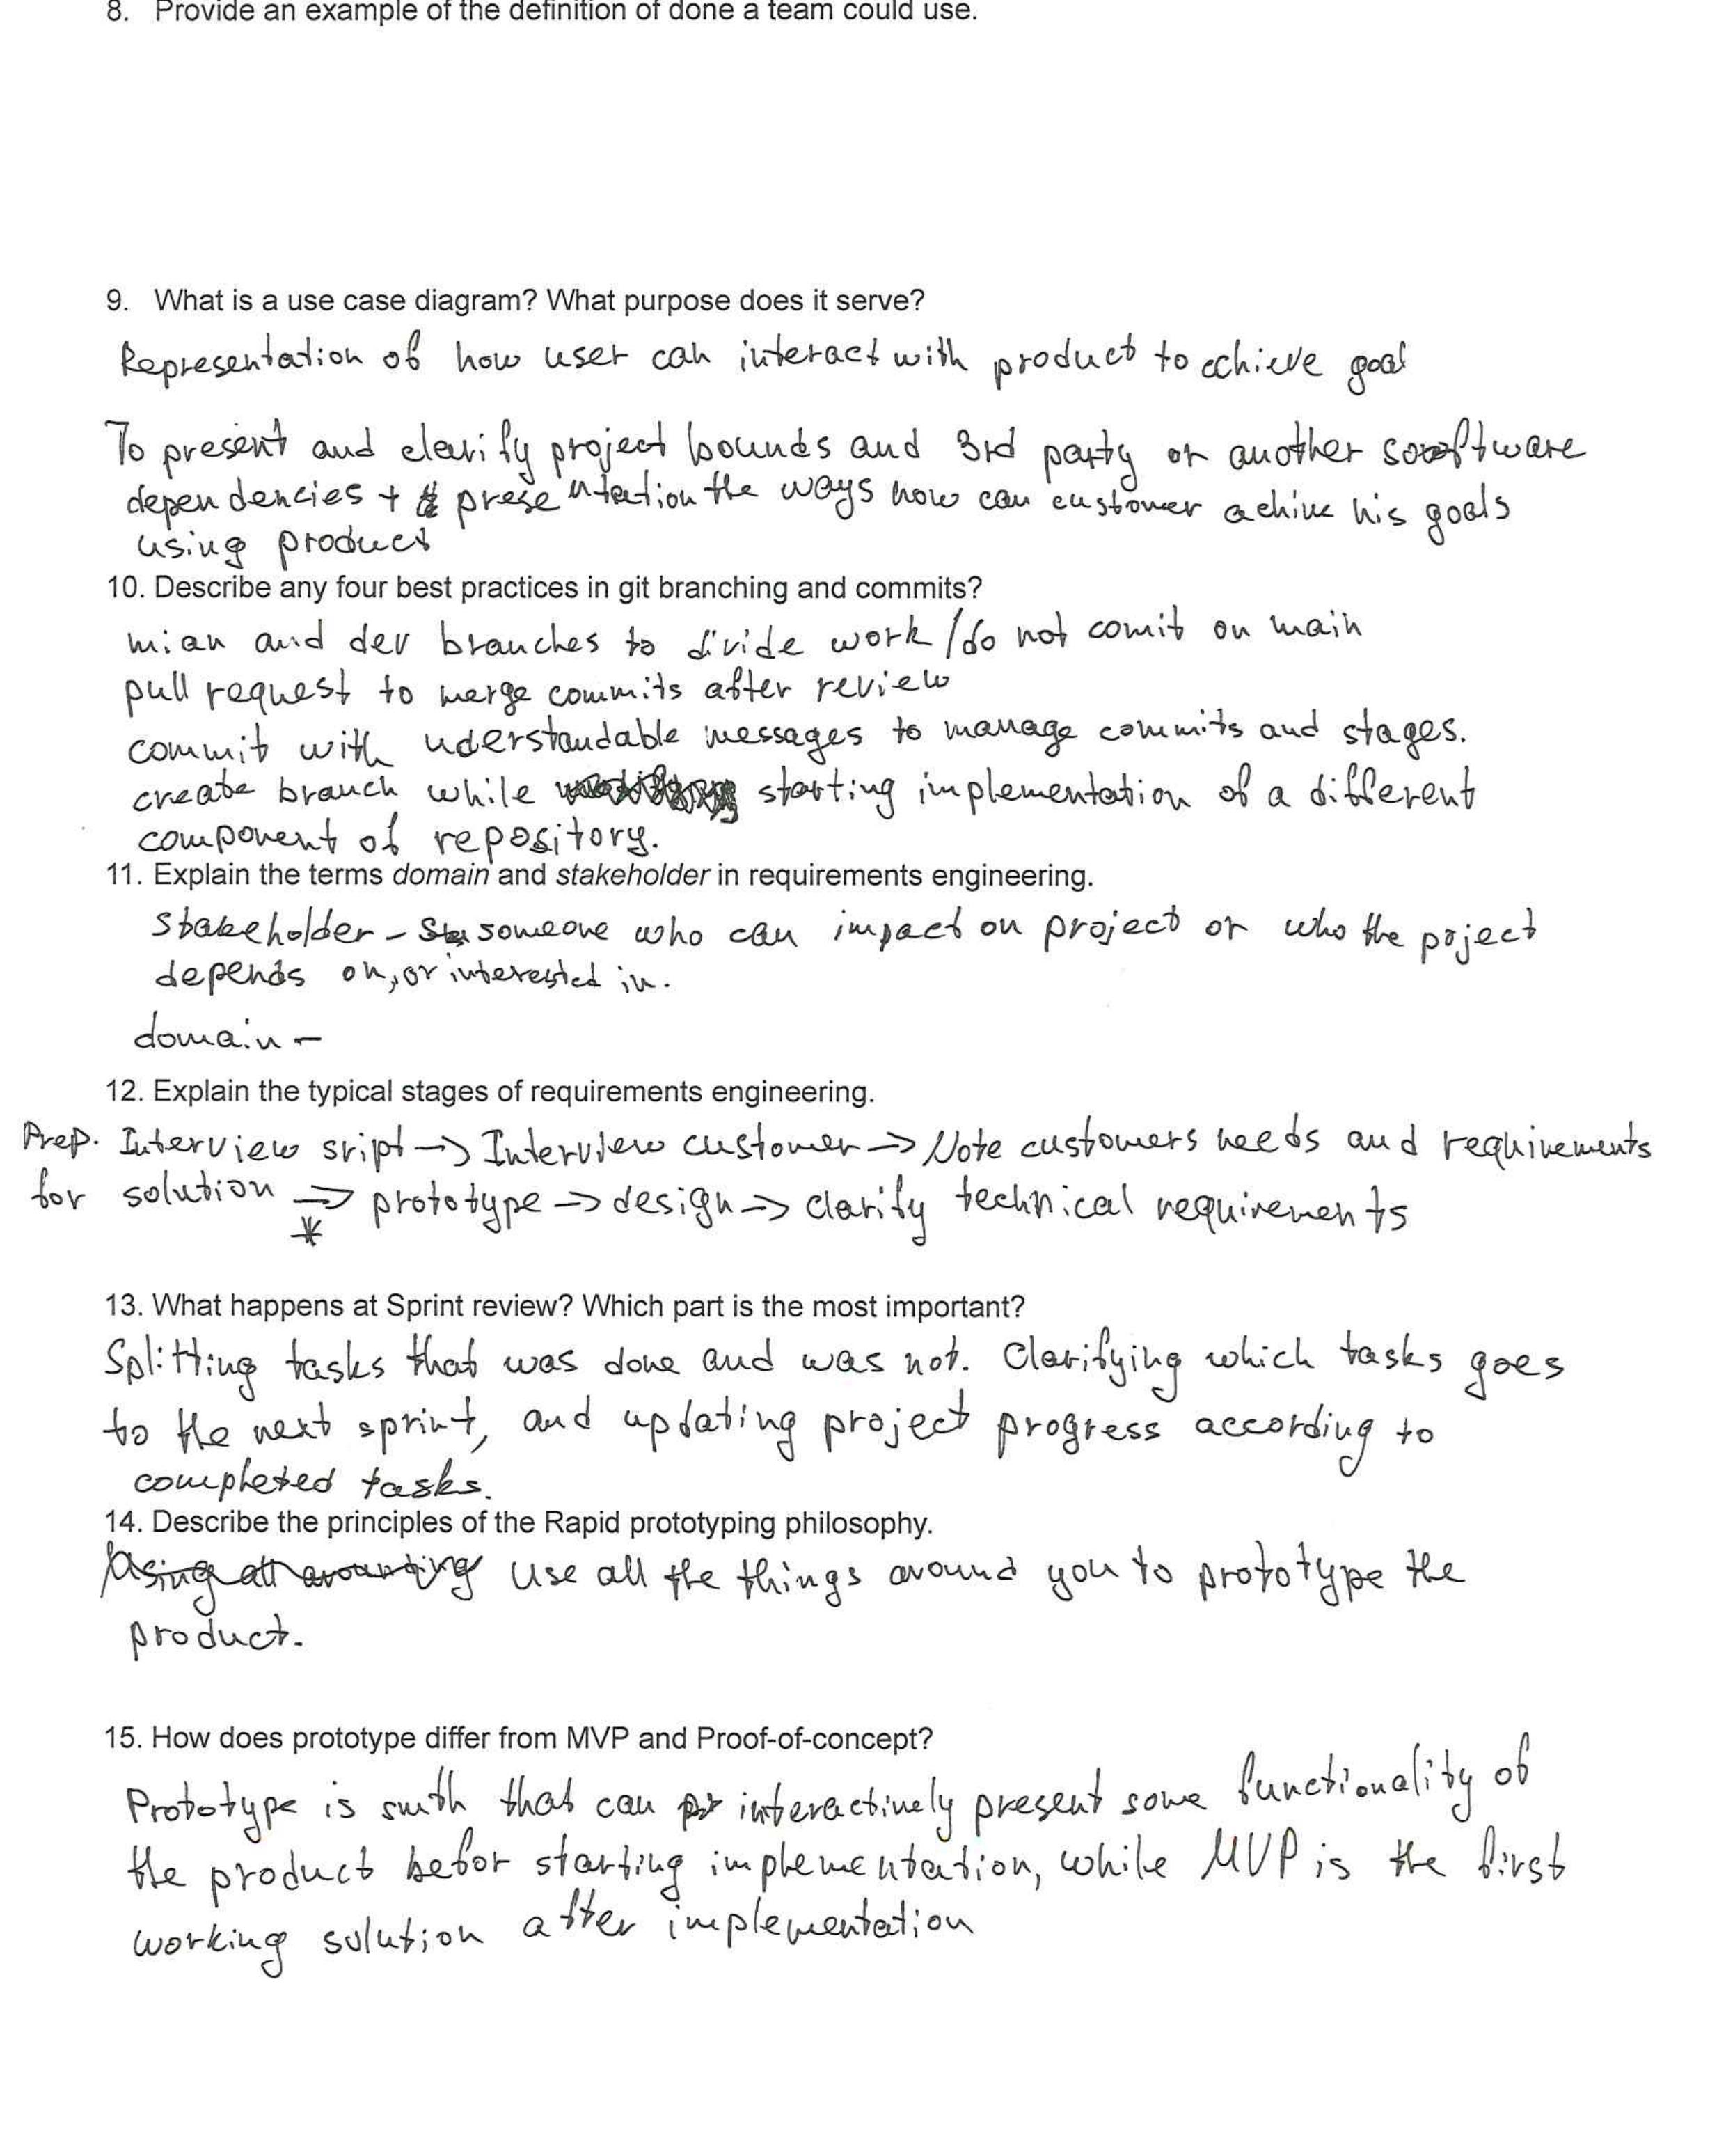 8. Provide an example of the definition of done a team could use.
9. What is a use case diagram? What purpose does it serve?
Representation of how user can interact with product to achieve goal
To present and clarify project bounds and 3rd party or another software
dependencies + presentation the ways how can customer achive his goals
using product
10. Describe any four best practices in git branching and commits?
mian and dev branches to divide work / do not comit on main
pull request to merge commits after review
commit with uderstandable messages to manage commits and stages.
create branch while starting implementation of a different
component of repository.
11. Explain the terms domain and stakeholder in requirements engineering.
Stakeholder - someone who can impact on project or who the poject
depends on, or interested in.
domain -
12. Explain the typical stages of requirements engineering.
Prep. Interview sript -> Interview customer -> Note customers needs and requirements
for solution => prototype -> design -> clarify technical requirements
*
13. What happens at Sprint review? Which part is the most important?
Splitting tasks that was done and was not. Clarifying which tasks goes
to the next sprint, and updating project progress according to
completed tasks.
14. Describe the principles of the Rapid prototyping philosophy.
Use all the things around you to prototype the
product.
15. How does prototype differ from MVP and Proof-of-concept?
Prototype is smth that can interactively present some functionality of
the product befor starting implementation, while MVP is the first
working solution after implementation